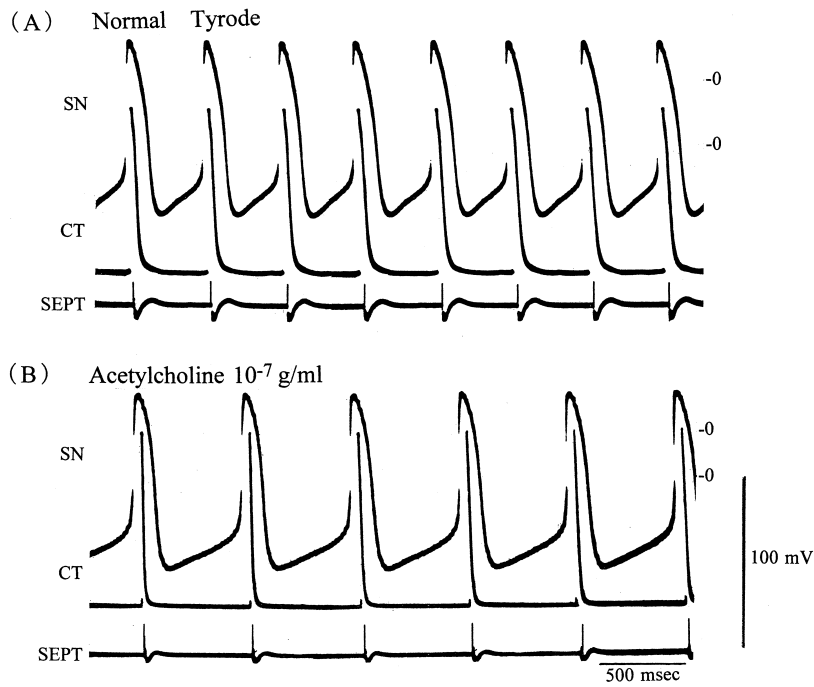 (A) Normal Tyrode
-0
SN
-0
CT
SEPT
(B) Acetylcholine 10-7 g/ml
-0
SN
-0
100 mV
CT
SEPT
500 msec